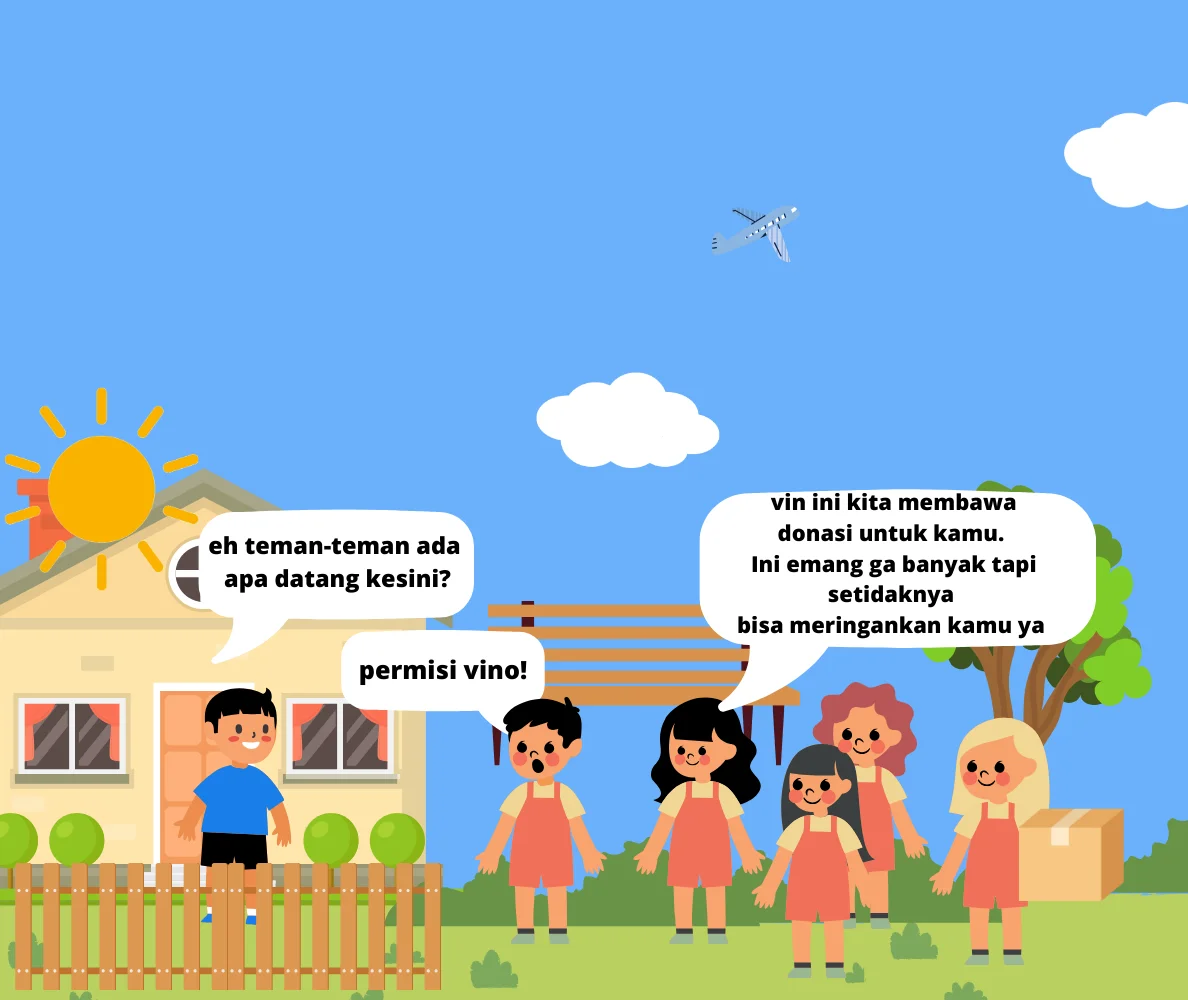 eh teman-teman ada
apa datang kesini?
permisi vino!
vin ini kita membawa
donasi untuk kamu.
Ini emang ga banyak tapi
setidaknya
bisa meringankan kamu ya